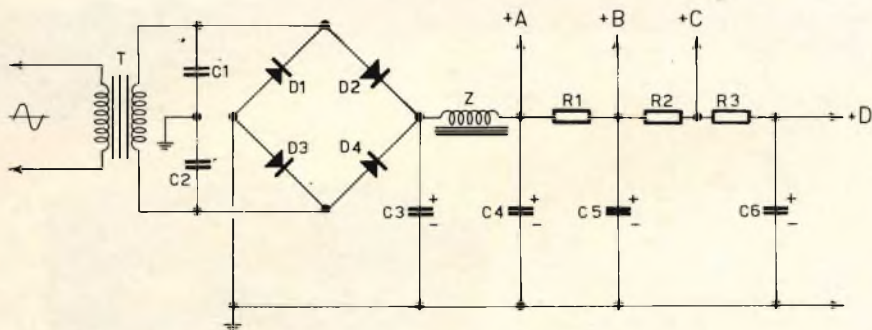 +A +B +C
T C1 D1 D2 Z R1 R2 R3 +D
C2 D3 D4 C3 + - C4 + - C5 + - C6 + -